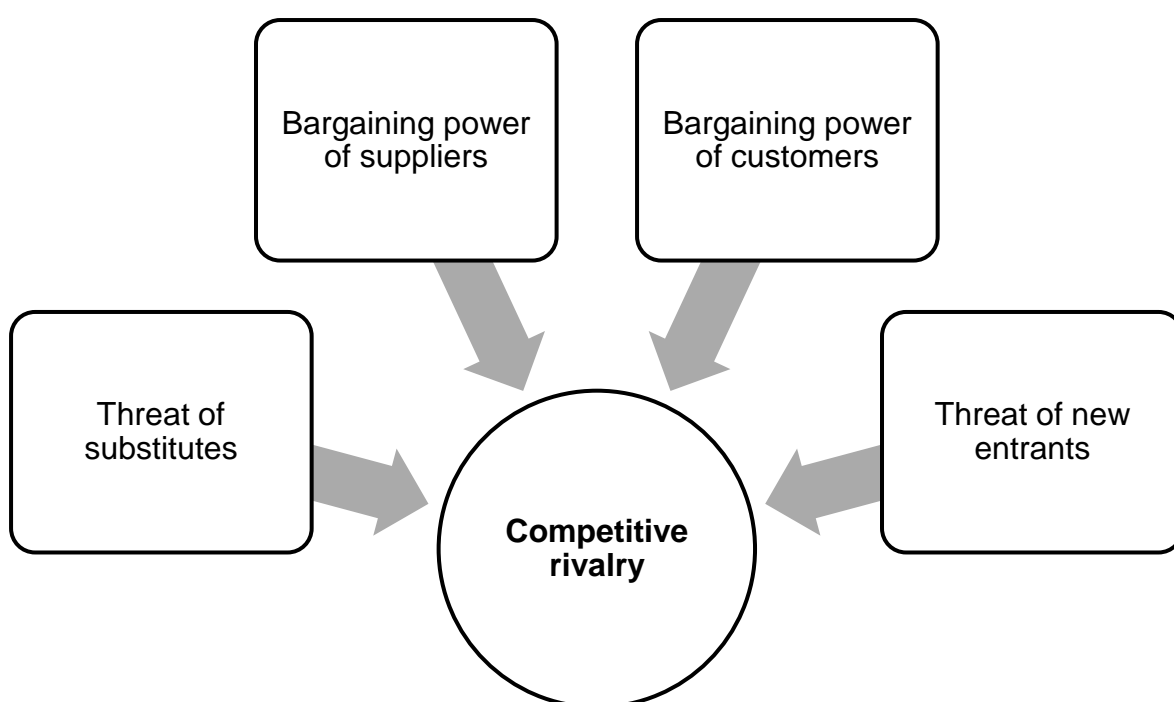 Bargaining power
of suppliers
Bargaining power
of customers
Threat of
substitutes
Threat of new
entrants
Competitive
rivalry